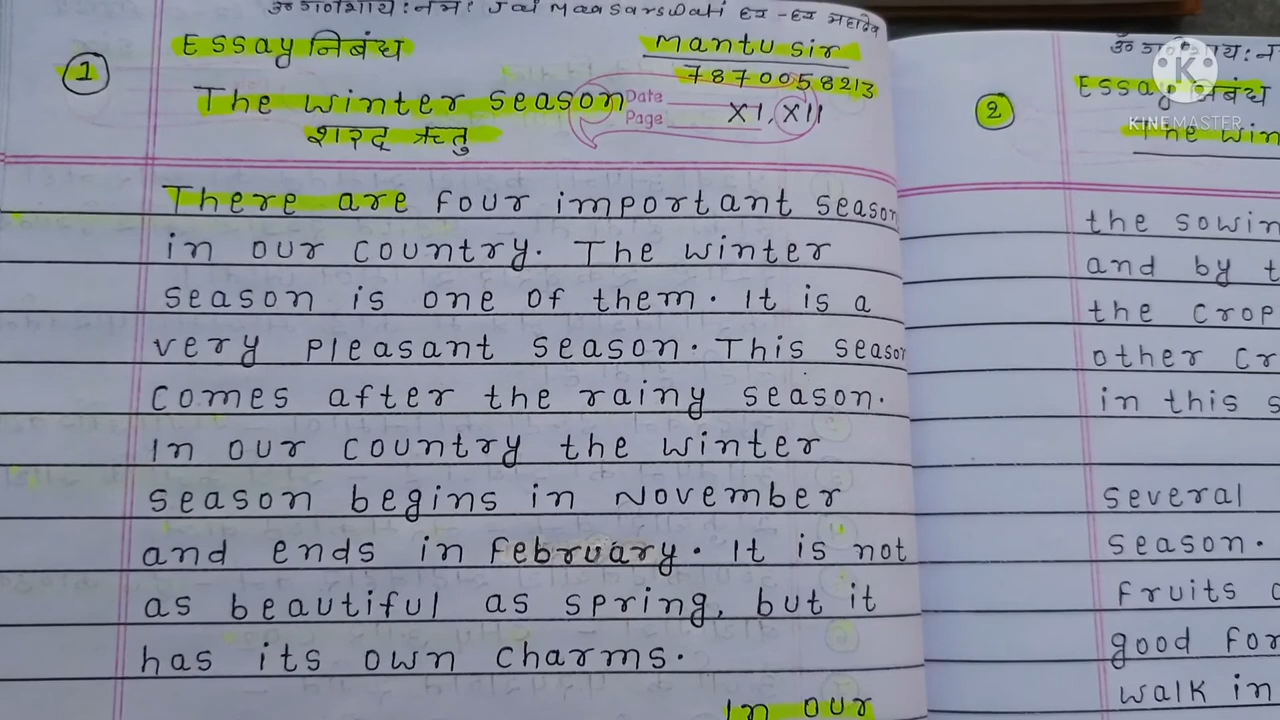 ॐ गणेशाय: नमः Jai Maa Sarswati हर-हर महादेव
1
Essay निबंध
Mantu sir
7870058213
The winter season
शरद् ऋतु
Date
Page
XI, XII
There are four important season
in our country. The winter
season is one of them. It is a
very pleasant season. This season
comes after the rainy season.
In our country the winter
season begins in November
and ends in february. It is not
as beautiful as spring, but it
has its own charms.
In our
2
Essay निबंध
The win
the sowin
and by t
the crop
other cr
in this s
several
season.
fruits
good for
walk in
K
KINEMASTER